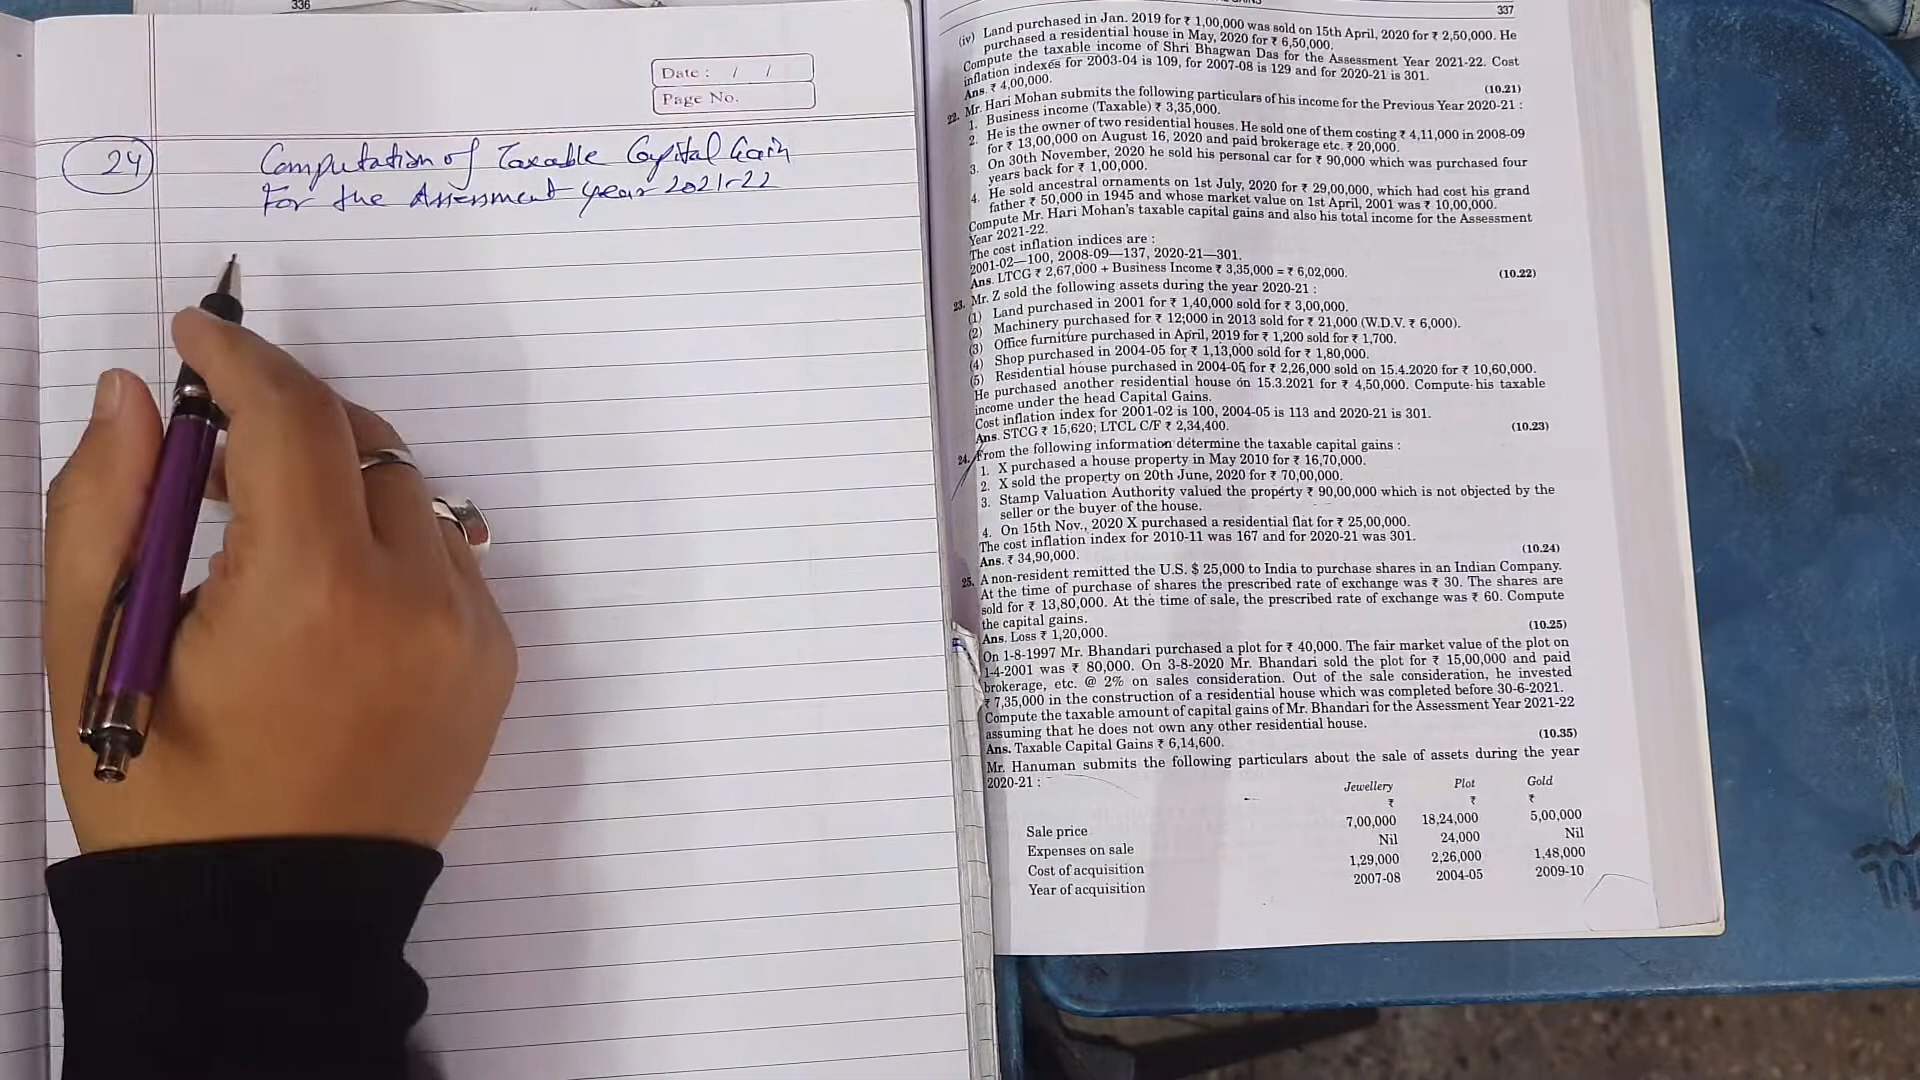 336
337
Date : / /
Page No.
24
Computation of Taxable Capital Gain
For the Assessment year 2021-22
(iv) Land purchased in Jan. 2019 for ₹ 1,00,000 was sold on 15th April, 2020 for ₹ 2,50,000. He
purchased a residential house in May, 2020 for ₹ 6,50,000.
Compute the taxable income of Shri Bhagwan Das for the Assessment Year 2021-22. Cost
inflation indexes for 2003-04 is 109, for 2007-08 is 129 and for 2020-21 is 301.
Ans. ₹ 4,00,000. (10.21)
22. Mr. Hari Mohan submits the following particulars of his income for the Previous Year 2020-21 :
1. Business income (Taxable) ₹ 3,35,000.
2. He is the owner of two residential houses. He sold one of them costing ₹ 4,11,000 in 2008-09
for ₹ 13,00,000 on August 16, 2020 and paid brokerage etc. ₹ 20,000.
3. On 30th November, 2020 he sold his personal car for ₹ 90,000 which was purchased four
years back for ₹ 1,00,000.
4. He sold ancestral ornaments on 1st July, 2020 for ₹ 29,00,000, which had cost his grand
father ₹ 50,000 in 1945 and whose market value on 1st April, 2001 was ₹ 10,00,000.
Compute Mr. Hari Mohan's taxable capital gains and also his total income for the Assessment
Year 2021-22.
The cost inflation indices are :
2001-02—100, 2008-09—137, 2020-21—301.
Ans. LTCG ₹ 2,67,000 + Business Income ₹ 3,35,000 = ₹ 6,02,000. (10.22)
23. Mr. Z sold the following assets during the year 2020-21 :
(1) Land purchased in 2001 for ₹ 1,40,000 sold for ₹ 3,00,000.
(2) Machinery purchased for ₹ 12;000 in 2013 sold for ₹ 21,000 (W.D.V. ₹ 6,000).
(3) Office furniture purchased in April, 2019 for ₹ 1,200 sold for ₹ 1,700.
(4) Shop purchased in 2004-05 for ₹ 1,13,000 sold for ₹ 1,80,000.
(5) Residential house purchased in 2004-05 for ₹ 2,26,000 sold on 15.4.2020 for ₹ 10,60,000.
He purchased another residential house on 15.3.2021 for ₹ 4,50,000. Compute his taxable
income under the head Capital Gains.
Cost inflation index for 2001-02 is 100, 2004-05 is 113 and 2020-21 is 301.
Ans. STCG ₹ 15,620; LTCL C/F ₹ 2,34,400. (10.23)
24. From the following information determine the taxable capital gains :
1. X purchased a house property in May 2010 for ₹ 16,70,000.
2. X sold the property on 20th June, 2020 for ₹ 70,00,000.
3. Stamp Valuation Authority valued the property ₹ 90,00,000 which is not objected by the
seller or the buyer of the house.
4. On 15th Nov., 2020 X purchased a residential flat for ₹ 25,00,000.
The cost inflation index for 2010-11 was 167 and for 2020-21 was 301.
Ans. ₹ 34,90,000. (10.24)
25. A non-resident remitted the U.S. $ 25,000 to India to purchase shares in an Indian Company.
At the time of purchase of shares the prescribed rate of exchange was ₹ 30. The shares are
sold for ₹ 13,80,000. At the time of sale, the prescribed rate of exchange was ₹ 60. Compute
the capital gains.
Ans. Loss ₹ 1,20,000. (10.25)
On 1-8-1997 Mr. Bhandari purchased a plot for ₹ 40,000. The fair market value of the plot on
1-4-2001 was ₹ 80,000. On 3-8-2020 Mr. Bhandari sold the plot for ₹ 15,00,000 and paid
brokerage, etc. @ 2% on sales consideration. Out of the sale consideration, he invested
₹ 7,35,000 in the construction of a residential house which was completed before 30-6-2021.
Compute the taxable amount of capital gains of Mr. Bhandari for the Assessment Year 2021-22
assuming that he does not own any other residential house.
Ans. Taxable Capital Gains ₹ 6,14,600. (10.35)
Mr. Hanuman submits the following particulars about the sale of assets during the year
2020-21 :
Jewellery Plot Gold
₹ ₹ ₹
Sale price 7,00,000 18,24,000 5,00,000
Expenses on sale Nil 24,000 Nil
Cost of acquisition 1,29,000 2,26,000 1,48,000
Year of acquisition 2007-08 2004-05 2009-10